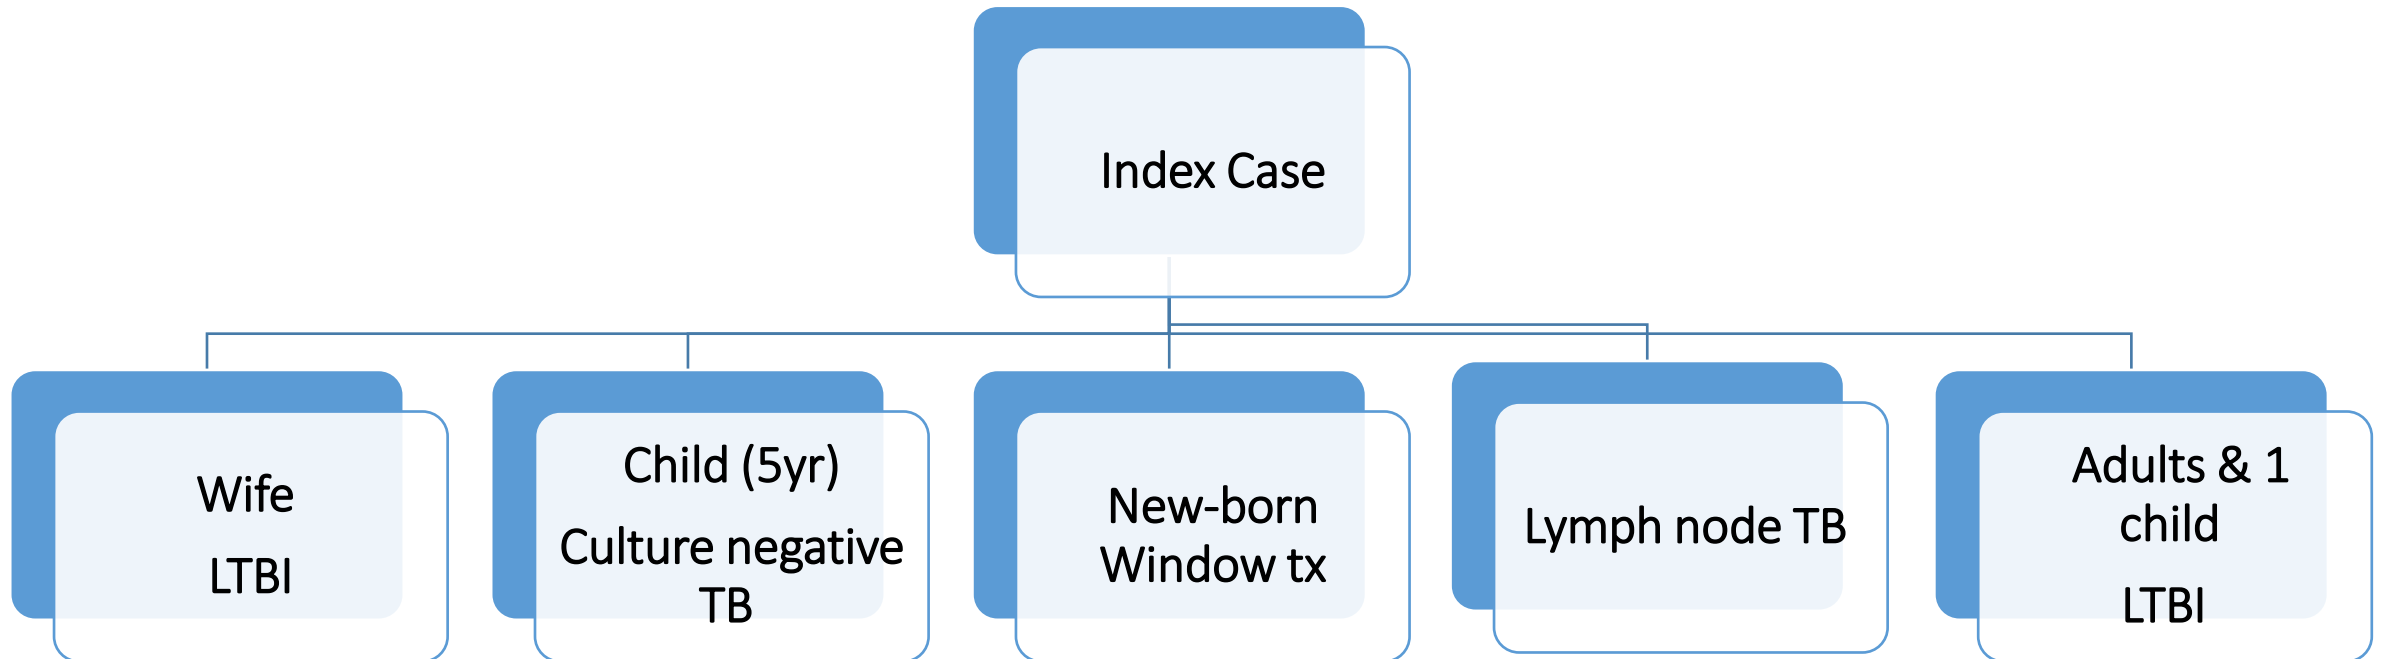 Index Case
Wife
LTBI
Child (5yr)
Culture negative
TB
New-born
Window tx
Lymph node TB
Adults & 1
child
LTBI